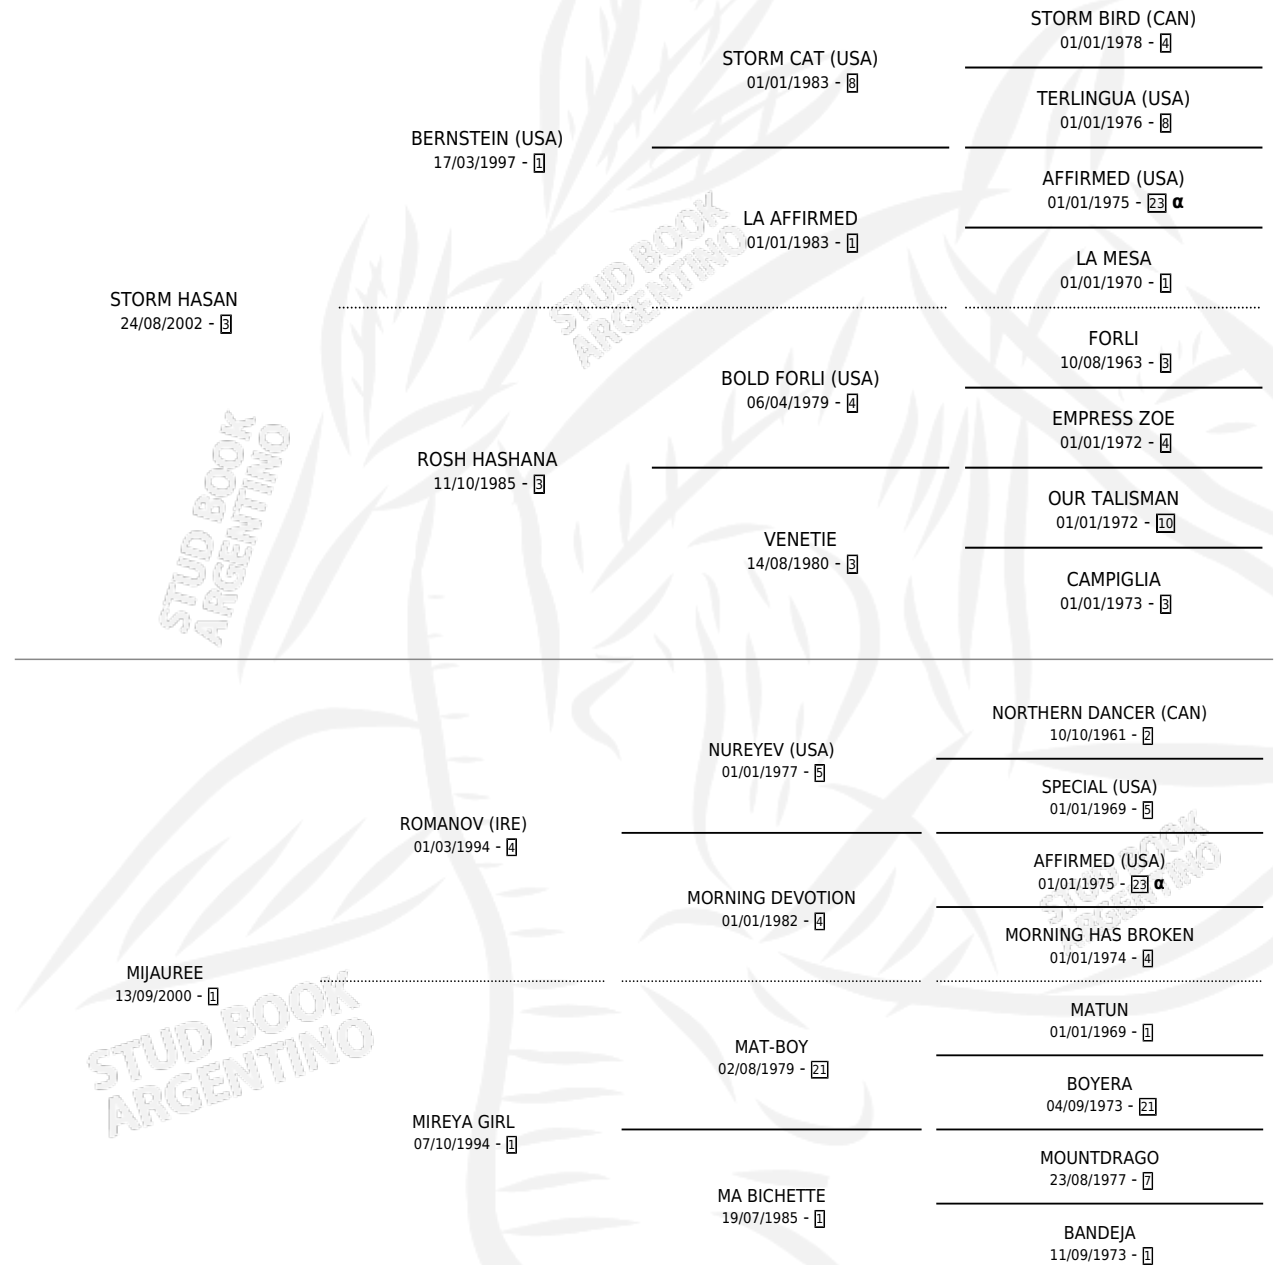 STORM BIRD (CAN)
01/01/1978 - 4
STORM CAT (USA)
01/01/1983 - 8
TERLINGUA (USA)
01/01/1976 - 8
BERNSTEIN (USA)
17/03/1997 - 1
AFFIRMED (USA)
01/01/1975 - 23 α
LA AFFIRMED
01/01/1983 - 1
LA MESA
01/01/1970 - 1
STORM HASAN
24/08/2002 - 3
FORLI
10/08/1963 - 3
BOLD FORLI (USA)
06/04/1979 - 4
EMPRESS ZOE
01/01/1972 - 4
ROSH HASHANA
11/10/1985 - 3
OUR TALISMAN
01/01/1972 - 10
VENETIE
14/08/1980 - 3
CAMPIGLIA
01/01/1973 - 3
NORTHERN DANCER (CAN)
10/10/1961 - 2
NUREYEV (USA)
01/01/1977 - 5
SPECIAL (USA)
01/01/1969 - 5
ROMANOV (IRE)
01/03/1994 - 4
AFFIRMED (USA)
01/01/1975 - 23 α
MORNING DEVOTION
01/01/1982 - 4
MORNING HAS BROKEN
01/01/1974 - 4
MIJAUREE
13/09/2000 - 1
MATUN
01/01/1969 - 1
MAT-BOY
02/08/1979 - 21
BOYERA
04/09/1973 - 21
MIREYA GIRL
07/10/1994 - 1
MOUNTDRAGO
23/08/1977 - 7
MA BICHETTE
19/07/1985 - 1
BANDEJA
11/09/1973 - 1
STUD BOOK
ARGENTINO
STUD BOOK
ARGENTINO
STUD BOOK
ARGENTINO
STUD BOOK
ARGENTINO